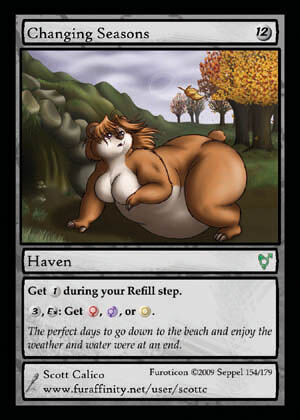 Changing Seasons 12
Haven
Get 1 during your Refill step.
3, Ex: Get , , or .
The perfect days to go down to the beach and enjoy the
weather and water were at an end.
Scott Calico Furoticon ©2009 Seppel 154/179
www.furaffinity.net/user/scottc